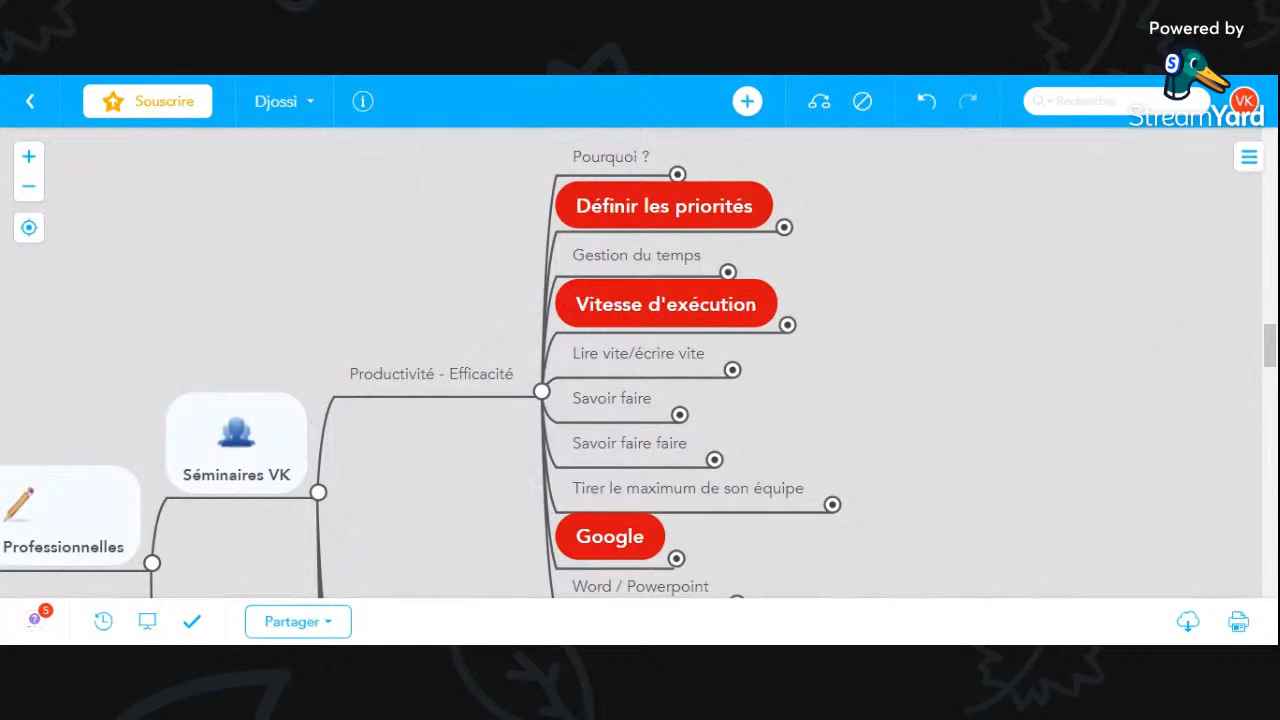 Powered by
StreamYard
Souscrire
Djossi
Rechercher
VK
Pourquoi ?
Définir les priorités
Gestion du temps
Vitesse d'exécution
Lire vite/écrire vite
Productivité - Efficacité
Savoir faire
Savoir faire faire
Séminaires VK
Tirer le maximum de son équipe
Google
Professionnelles
Word / Powerpoint
5
Partager